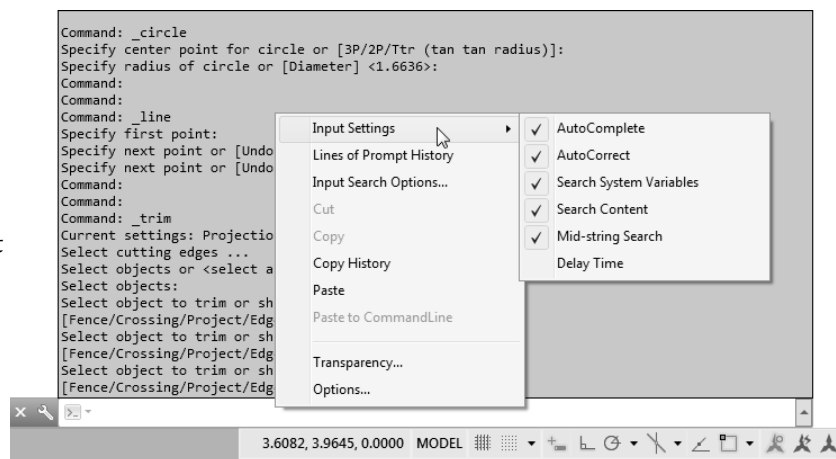 Command: _circle
Specify center point for circle or [3P/2P/Ttr (tan tan radius)]:
Specify radius of circle or [Diameter] <1.6636>:
Command:
Command:
Command: _line
Specify first point:
Specify next point or [Undo
Specify next point or [Undo
Command:
Command:
Command: _trim
Current settings: Projectio
Select cutting edges ...
Select objects or <select a
Select objects:
Select object to trim or sh
[Fence/Crossing/Project/Edg
Select object to trim or sh
[Fence/Crossing/Project/Edg
Select object to trim or sh
[Fence/Crossing/Project/Edg
Input Settings
Lines of Prompt History
Input Search Options...
Cut
Copy
Copy History
Paste
Paste to CommandLine
Transparency...
Options...
AutoComplete
AutoCorrect
Search System Variables
Search Content
Mid-string Search
Delay Time
3.6082, 3.9645, 0.0000 MODEL